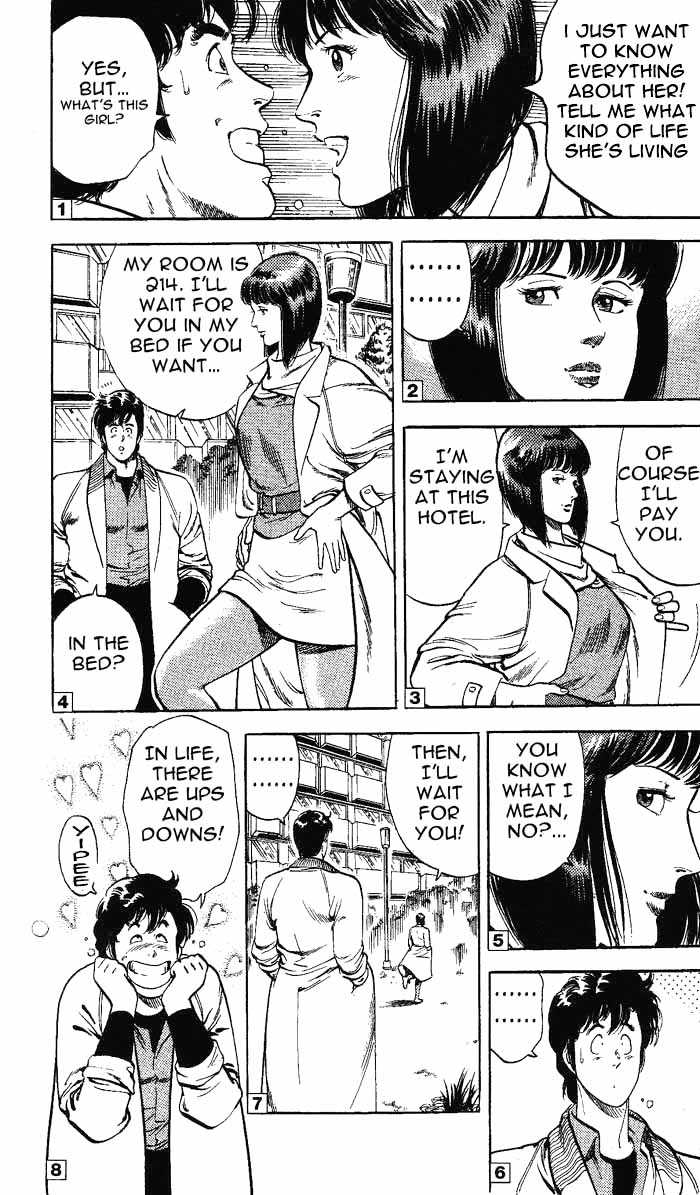 I JUST WANT
TO KNOW
EVERYTHING
ABOUT HER!
TELL ME WHAT
KIND OF LIFE
SHE'S LIVING
YES,
BUT...
WHAT'S THIS
GIRL?
1
......
......
2
OF
COURSE
I'LL
PAY
YOU.
I'M
STAYING
AT THIS
HOTEL.
3
MY ROOM IS
214. I'LL
WAIT FOR
YOU IN MY
BED IF YOU
WANT...
IN THE
BED?
4
YOU
KNOW
WHAT I
MEAN,
NO?...
5
......
......
6
THEN,
I'LL
WAIT
FOR
YOU!
......
......
7
IN LIFE,
THERE
ARE UPS
AND
DOWNS!
YIPEE
8